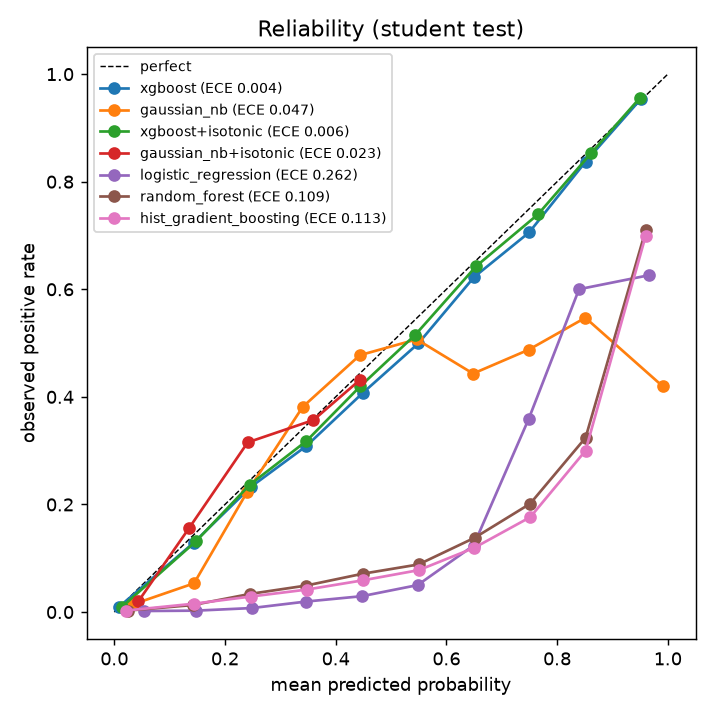 Reliability (student test)
perfect
xgboost (ECE 0.004)
gaussian_nb (ECE 0.047)
xgboost+isotonic (ECE 0.006)
gaussian_nb+isotonic (ECE 0.023)
logistic_regression (ECE 0.262)
random_forest (ECE 0.109)
hist_gradient_boosting (ECE 0.113)
observed positive rate
1.0
0.8
0.6
0.4
0.2
0.0
0.0 0.2 0.4 0.6 0.8 1.0
mean predicted probability